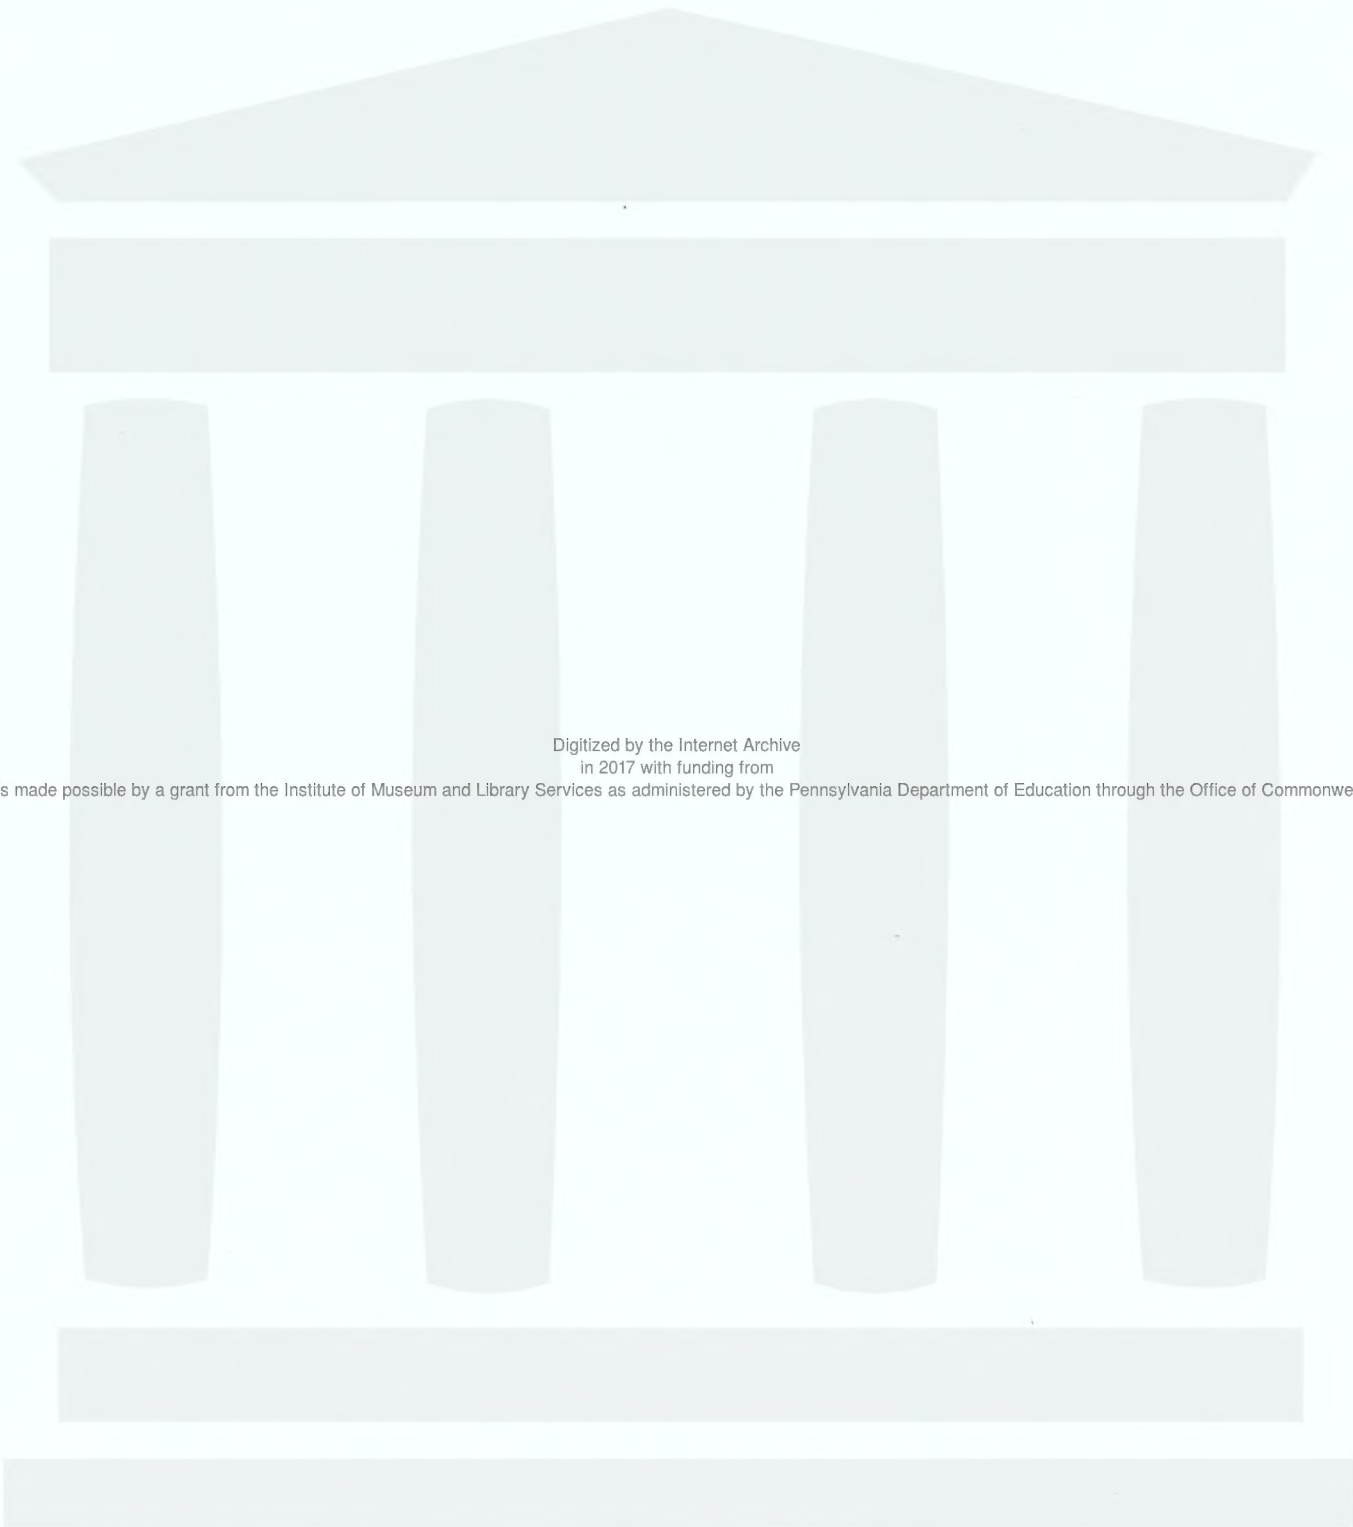 Digitized by the Internet Archive
in 2017 with funding from
s made possible by a grant from the Institute of Museum and Library Services as administered by the Pennsylvania Department of Education through the Office of Commonwe